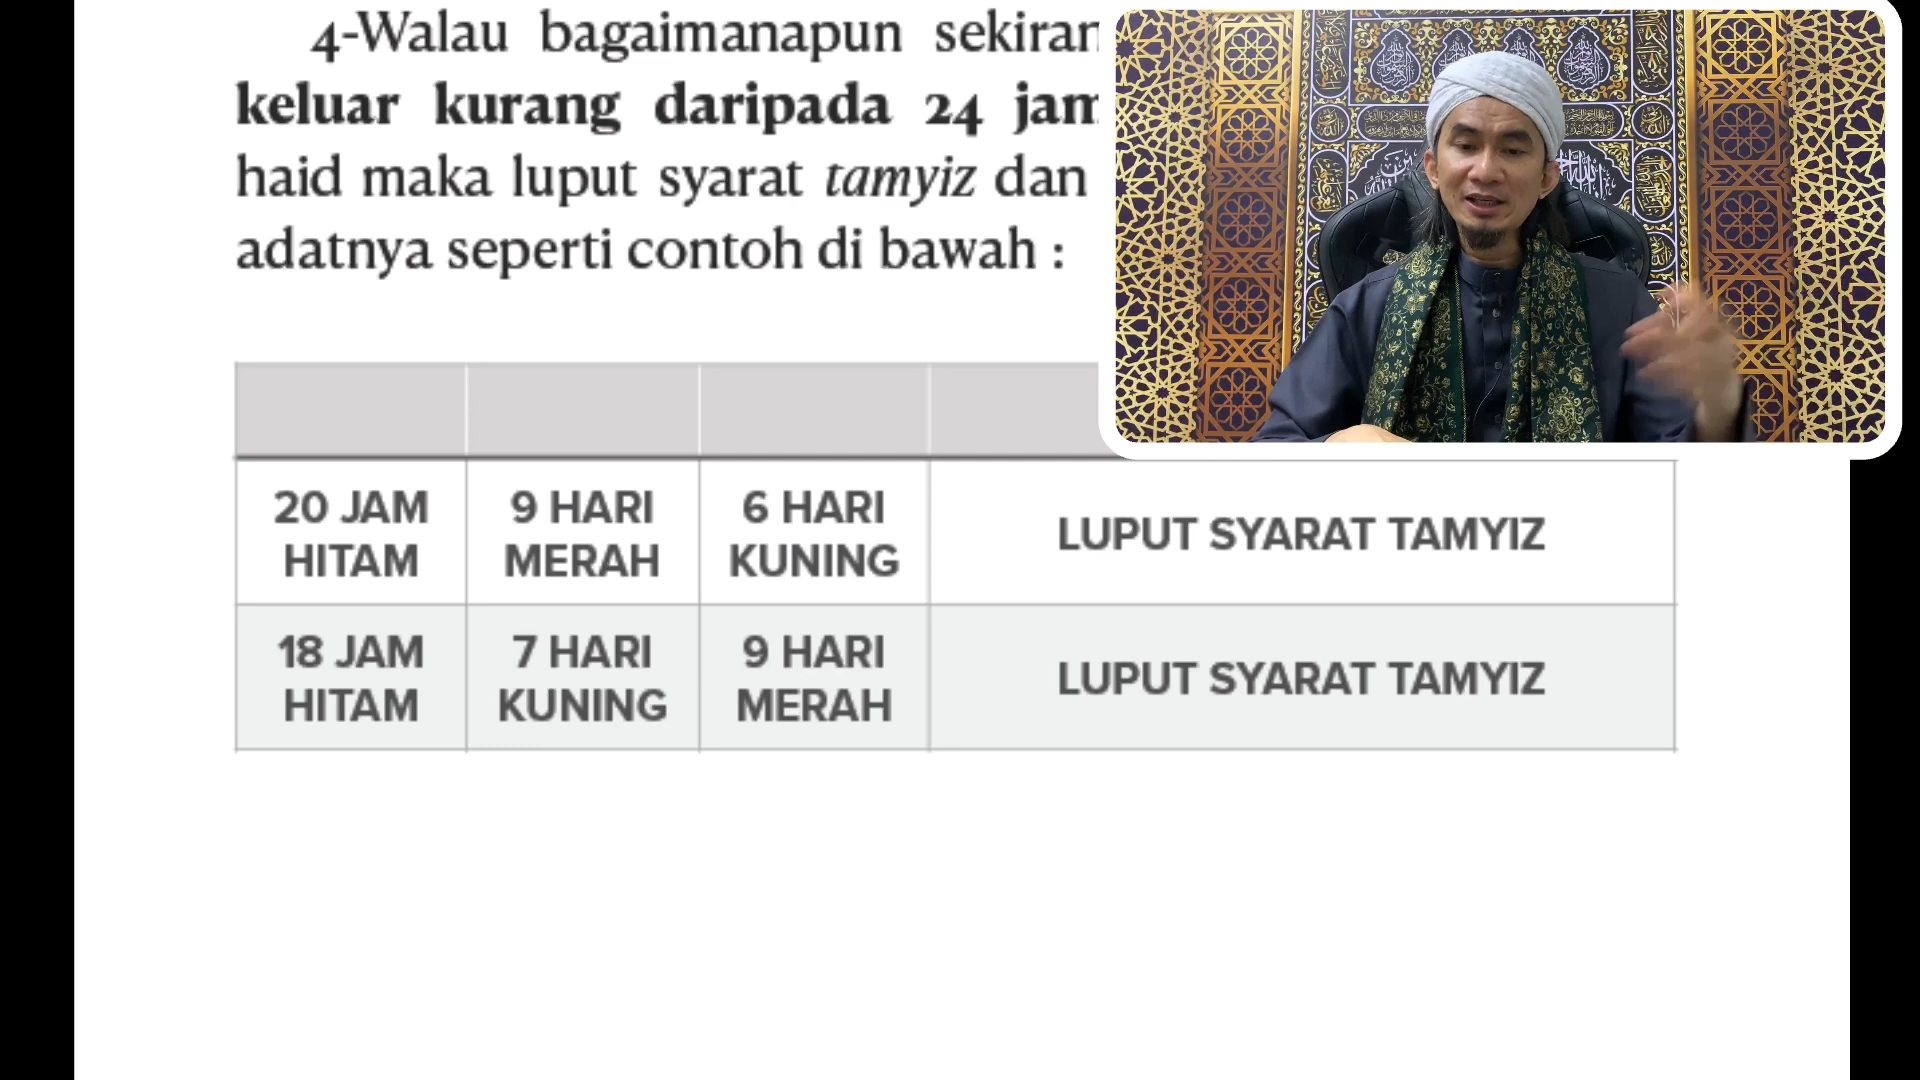 4-Walau bagaimanapun
keluar kurang daripada 24 jam
haid maka luput syarat tamyiz dan
adatnya seperti contoh di bawah :
20 JAM HITAM 9 HARI MERAH 6 HARI KUNING LUPUT SYARAT TAMYIZ
18 JAM HITAM 7 HARI KUNING 9 HARI MERAH LUPUT SYARAT TAMYIZ